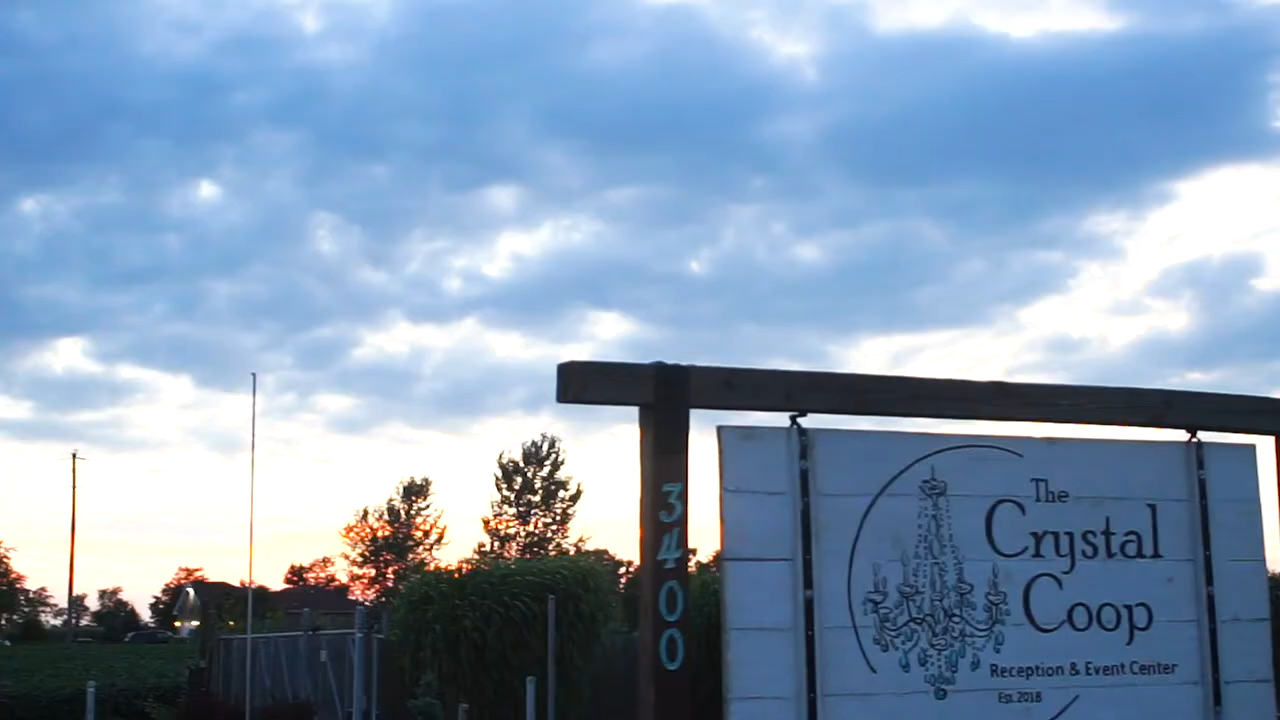 3400
The
Crystal
Coop
Reception & Event Center
Est. 2018